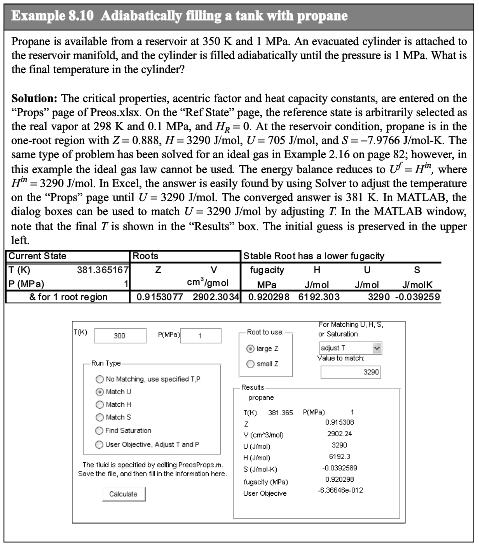 Example 8.10 Adiabatically filling a tank with propane
Propane is available from a reservoir at 350 K and 1 MPa. An evacuated cylinder is attached to
the reservoir manifold, and the cylinder is filled adiabatically until the pressure is 1 MPa. What is
the final temperature in the cylinder?
Solution: The critical properties, acentric factor and heat capacity constants, are entered on the
“Props” page of Preos.xlsx. On the “Ref State” page, the reference state is arbitrarily selected as
the real vapor at 298 K and 0.1 MPa, and H_R = 0. At the reservoir condition, propane is in the
one-root region with Z = 0.888, H = 3290 J/mol, U = 705 J/mol, and S = −7.9766 J/mol-K. The
same type of problem has been solved for an ideal gas in Example 2.16 on page 82; however, in
this example the ideal gas law cannot be used. The energy balance reduces to U^f = H^in, where
H^in = 3290 J/mol. In Excel, the answer is easily found by using Solver to adjust the temperature
on the “Props” page until U = 3290 J/mol. The converged answer is 381 K. In MATLAB, the
dialog boxes can be used to match U = 3290 J/mol by adjusting T. In the MATLAB window,
note that the final T is shown in the “Results” box. The initial guess is preserved in the upper
left.
Current State Roots Stable Root has a lower fugacity
T (K) 381.365167 Z V fugacity H U S
P (MPa) 1 cm³/gmol MPa J/mol J/mol J/molK
& for 1 root region 0.9153077 2902.3034 0.920298 6192.303 3290 -0.039259
T(K) 300 P(MPa) 1
Run Type
No Matching, use specified T,P
Match U
Match H
Match S
Find Saturation
User Objective, Adjust T and P
The fluid is specified by editing PreosProps.m.
Save the file, and then fill in the information here.
Calculate
Root to use
large Z
small Z
For Matching U, H, S,
or Saturation
adjust T
Value to match:
3290
Results
propane
T(K) 381.365 P(MPa) 1
Z 0.915308
V (cm^3/mol) 2902.24
U (J/mol) 3290
H (J/mol) 6192.3
S (J/mol-K) -0.0392589
fugacity (MPa) 0.920298
User Objecive